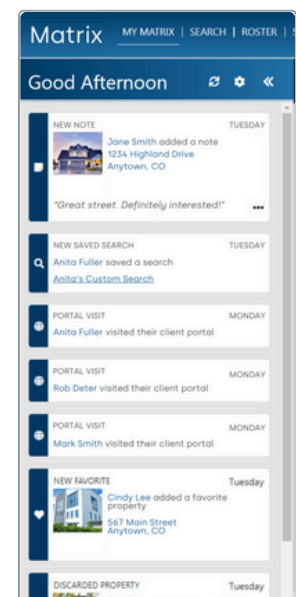 Matrix MY MATRIX | SEARCH | ROSTER |
Good Afternoon
NEW NOTE TUESDAY
Jane Smith added a note
1234 Highland Drive
Anytown, CO
"Great street. Definitely interested!"
NEW SAVED SEARCH TUESDAY
Anita Fuller saved a search
Anita's Custom Search
PORTAL VISIT MONDAY
Anita Fuller visited their client portal
PORTAL VISIT MONDAY
Rob Deter visited their client portal
PORTAL VISIT MONDAY
Mark Smith visited their client portal
NEW FAVORITE Tuesday
Cindy Lee added a favorite
property
567 Main Street
Anytown, CO
DISCARDED PROPERTY Tuesday